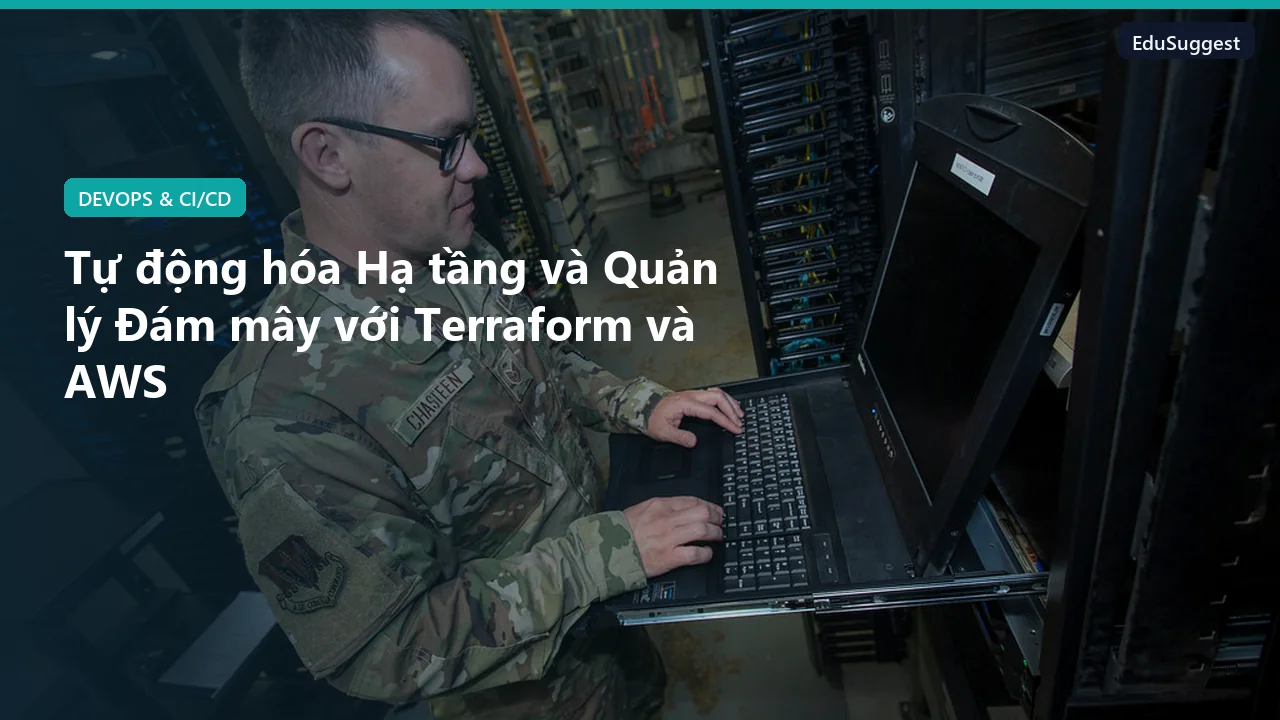 EduSuggest
DEVOPS & CI/CD
Tự động hóa Hạ tầng và Quản
lý Đám mây với Terraform và
AWS
CHASTEEN